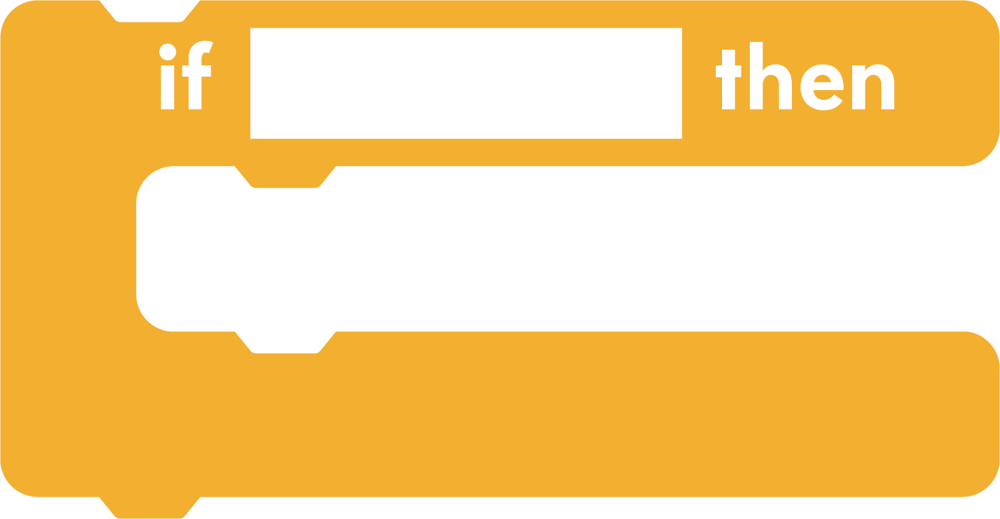 if then